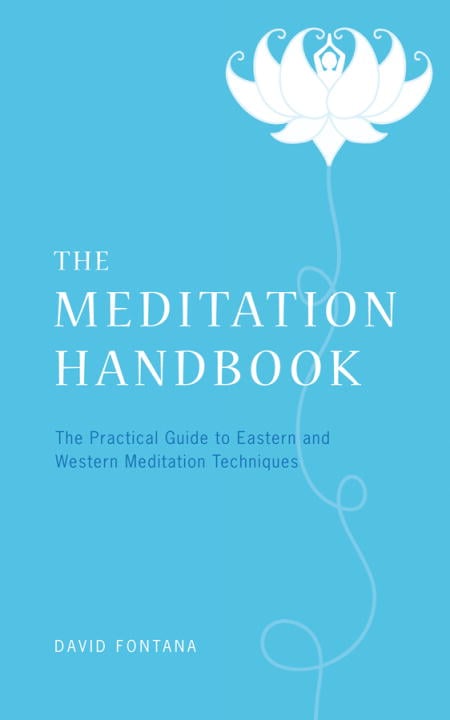 THE
MEDITATION
HANDBOOK
The Practical Guide to Eastern and
Western Meditation Techniques
DAVID FONTANA